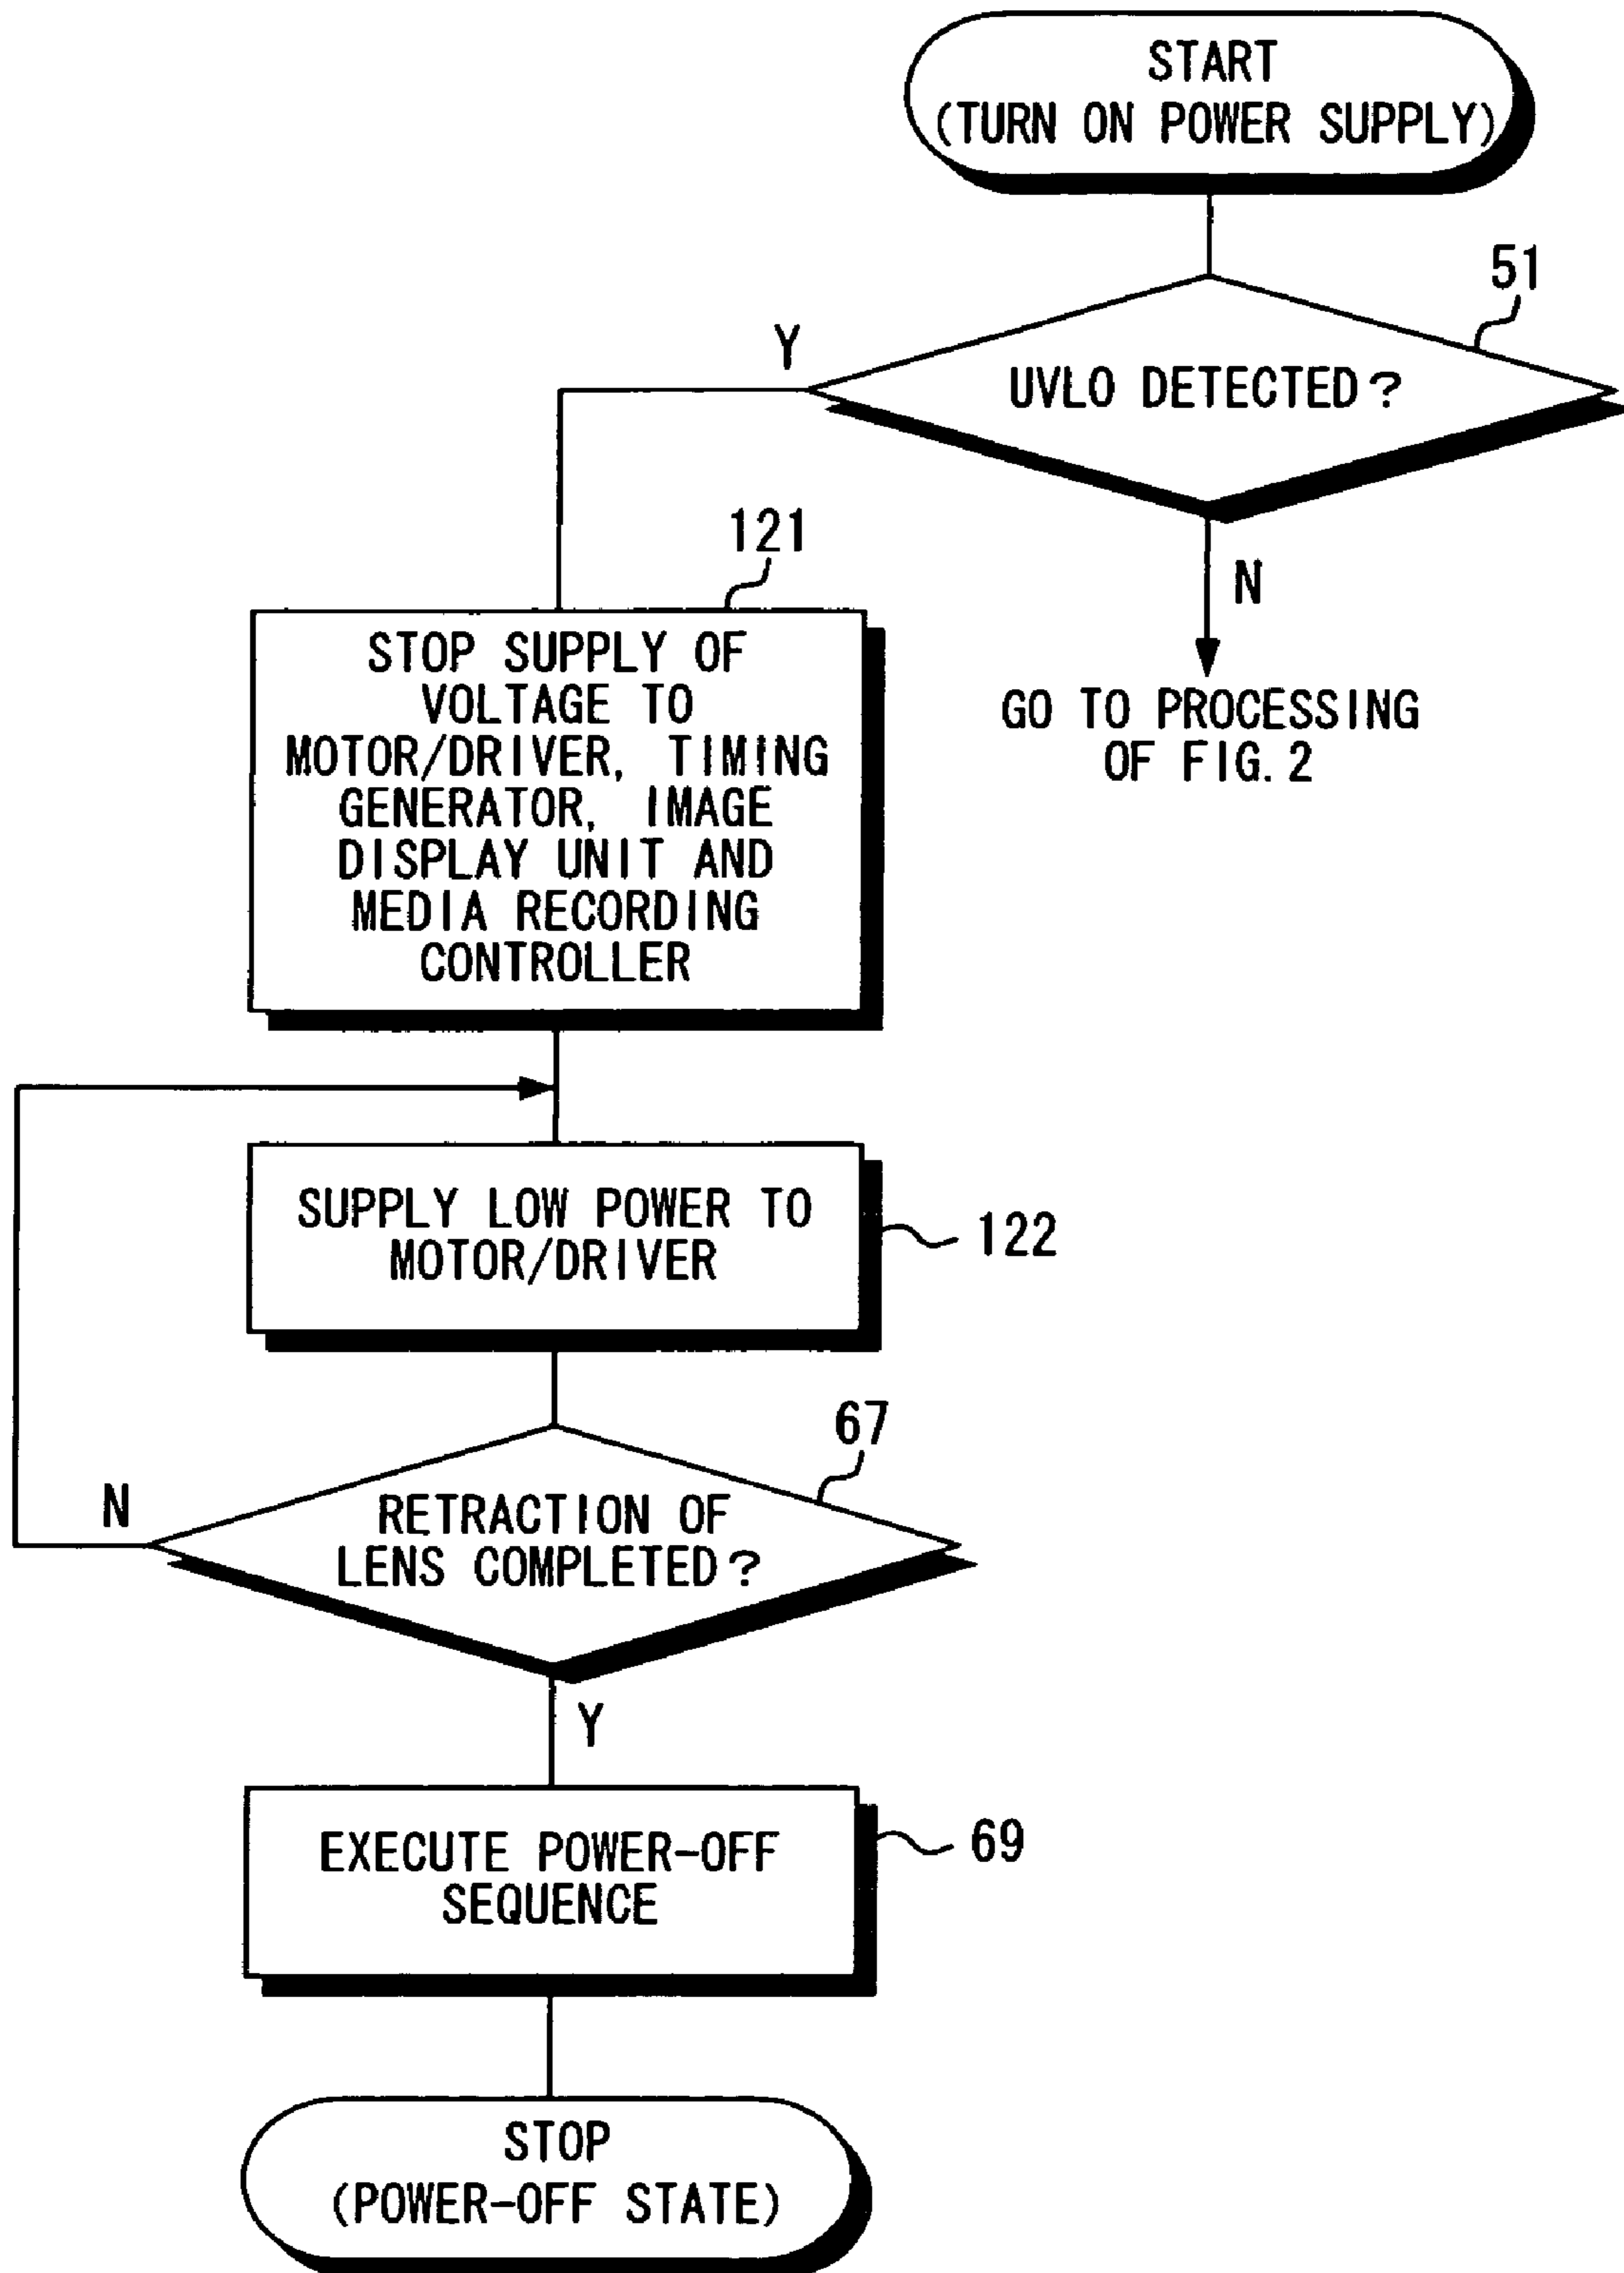 START
(TURN ON POWER SUPPLY)
51
Y
UVLO DETECTED?
N
GO TO PROCESSING
OF FIG. 2
121
STOP SUPPLY OF
VOLTAGE TO
MOTOR/DRIVER, TIMING
GENERATOR, IMAGE
DISPLAY UNIT AND
MEDIA RECORDING
CONTROLLER
SUPPLY LOW POWER TO
MOTOR/DRIVER
122
67
N
RETRACTION OF
LENS COMPLETED?
Y
EXECUTE POWER-OFF
SEQUENCE
69
STOP
(POWER-OFF STATE)